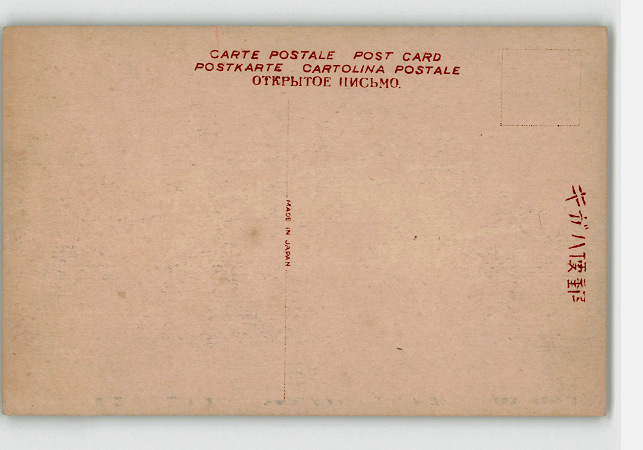 CARTE POSTALE POST CARD
POSTKARTE CARTOLINA POSTALE
ОТКРЫТОЕ ПИСЬМО.
MADE IN JAPAN
郵便ハガキ